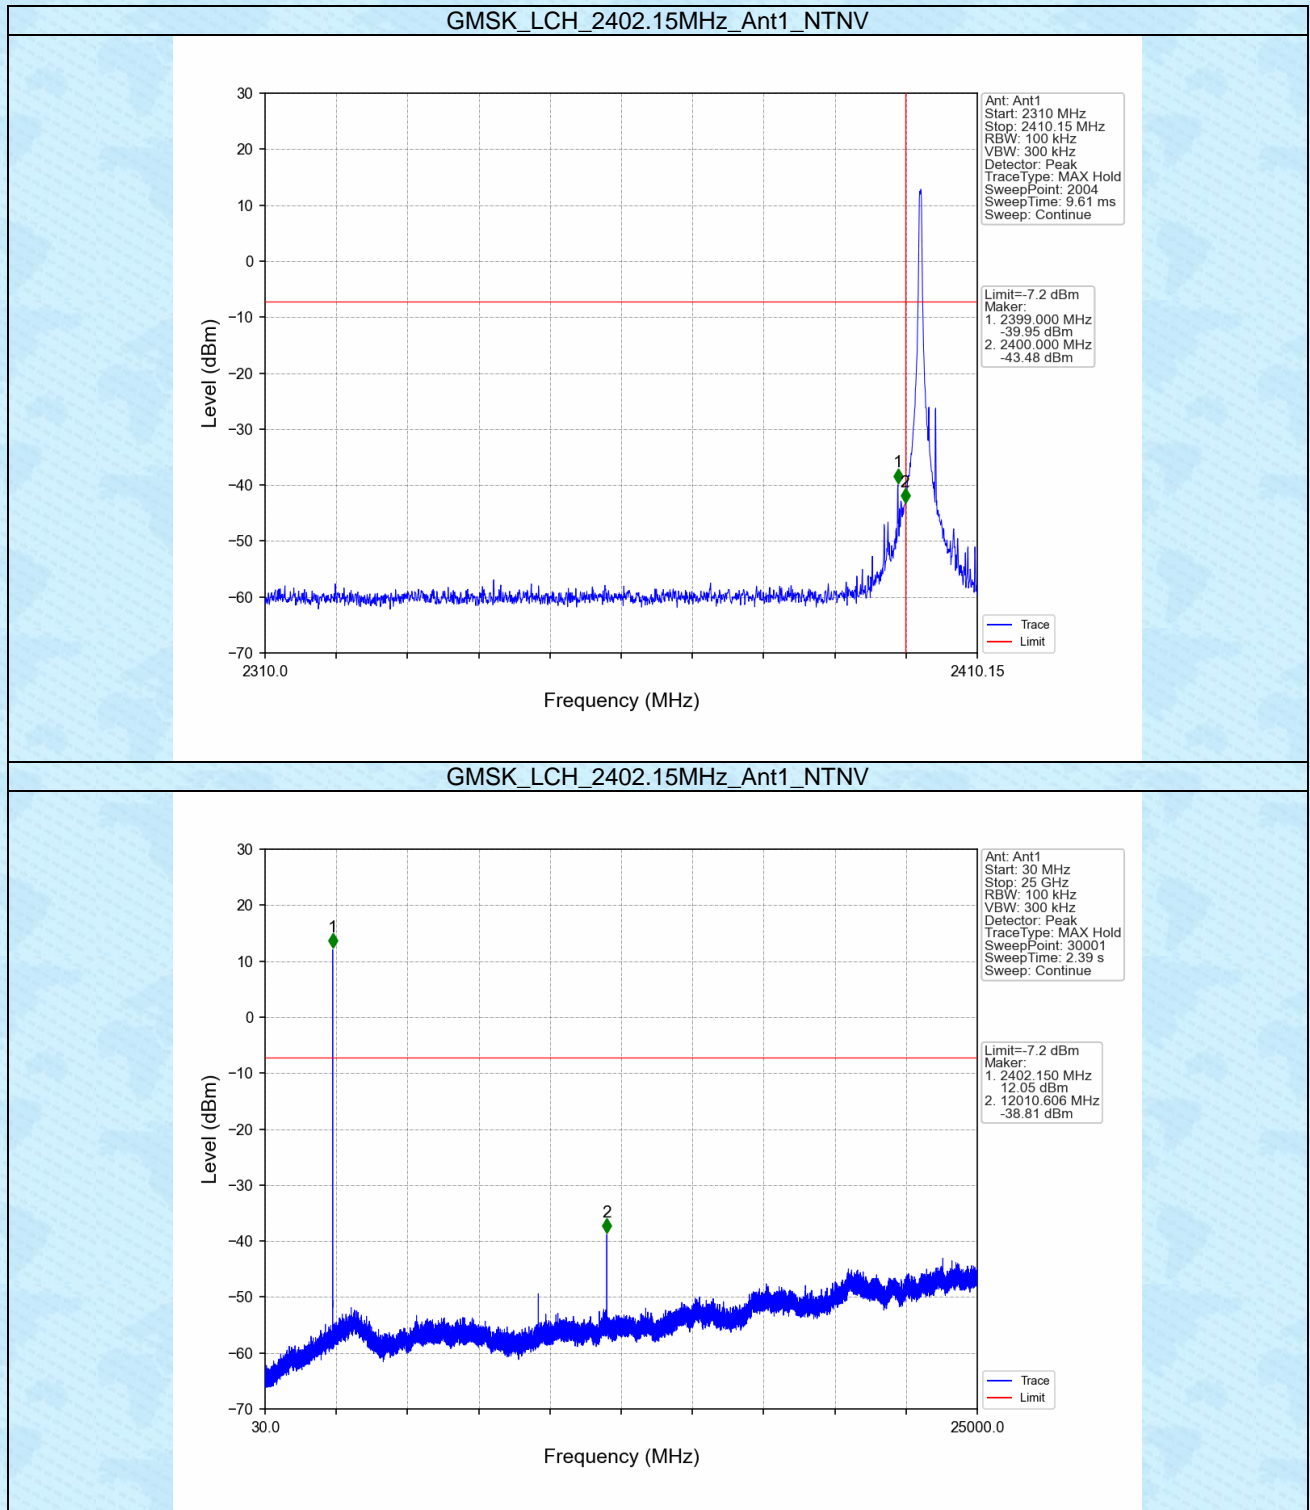 GMSK_LCH_2402.15MHz_Ant1_NTNV
30
20
10
0
−10
−20
−30
−40
−50
−60
−70
Level (dBm)
2310.0
2410.15
Frequency (MHz)
1
2
Ant: Ant1
Start: 2310 MHz
Stop: 2410.15 MHz
RBW: 100 kHz
VBW: 300 kHz
Detector: Peak
TraceType: MAX Hold
SweepPoint: 2004
SweepTime: 9.61 ms
Sweep: Continue
Limit=-7.2 dBm
Maker:
1. 2399.000 MHz
-39.95 dBm
2. 2400.000 MHz
-43.48 dBm
Trace
Limit
GMSK_LCH_2402.15MHz_Ant1_NTNV
30
20
10
0
−10
−20
−30
−40
−50
−60
−70
Level (dBm)
30.0
25000.0
Frequency (MHz)
1
2
Ant: Ant1
Start: 30 MHz
Stop: 25 GHz
RBW: 100 kHz
VBW: 300 kHz
Detector: Peak
TraceType: MAX Hold
SweepPoint: 30001
SweepTime: 2.39 s
Sweep: Continue
Limit=-7.2 dBm
Maker:
1. 2402.150 MHz
12.05 dBm
2. 12010.606 MHz
-38.81 dBm
Trace
Limit